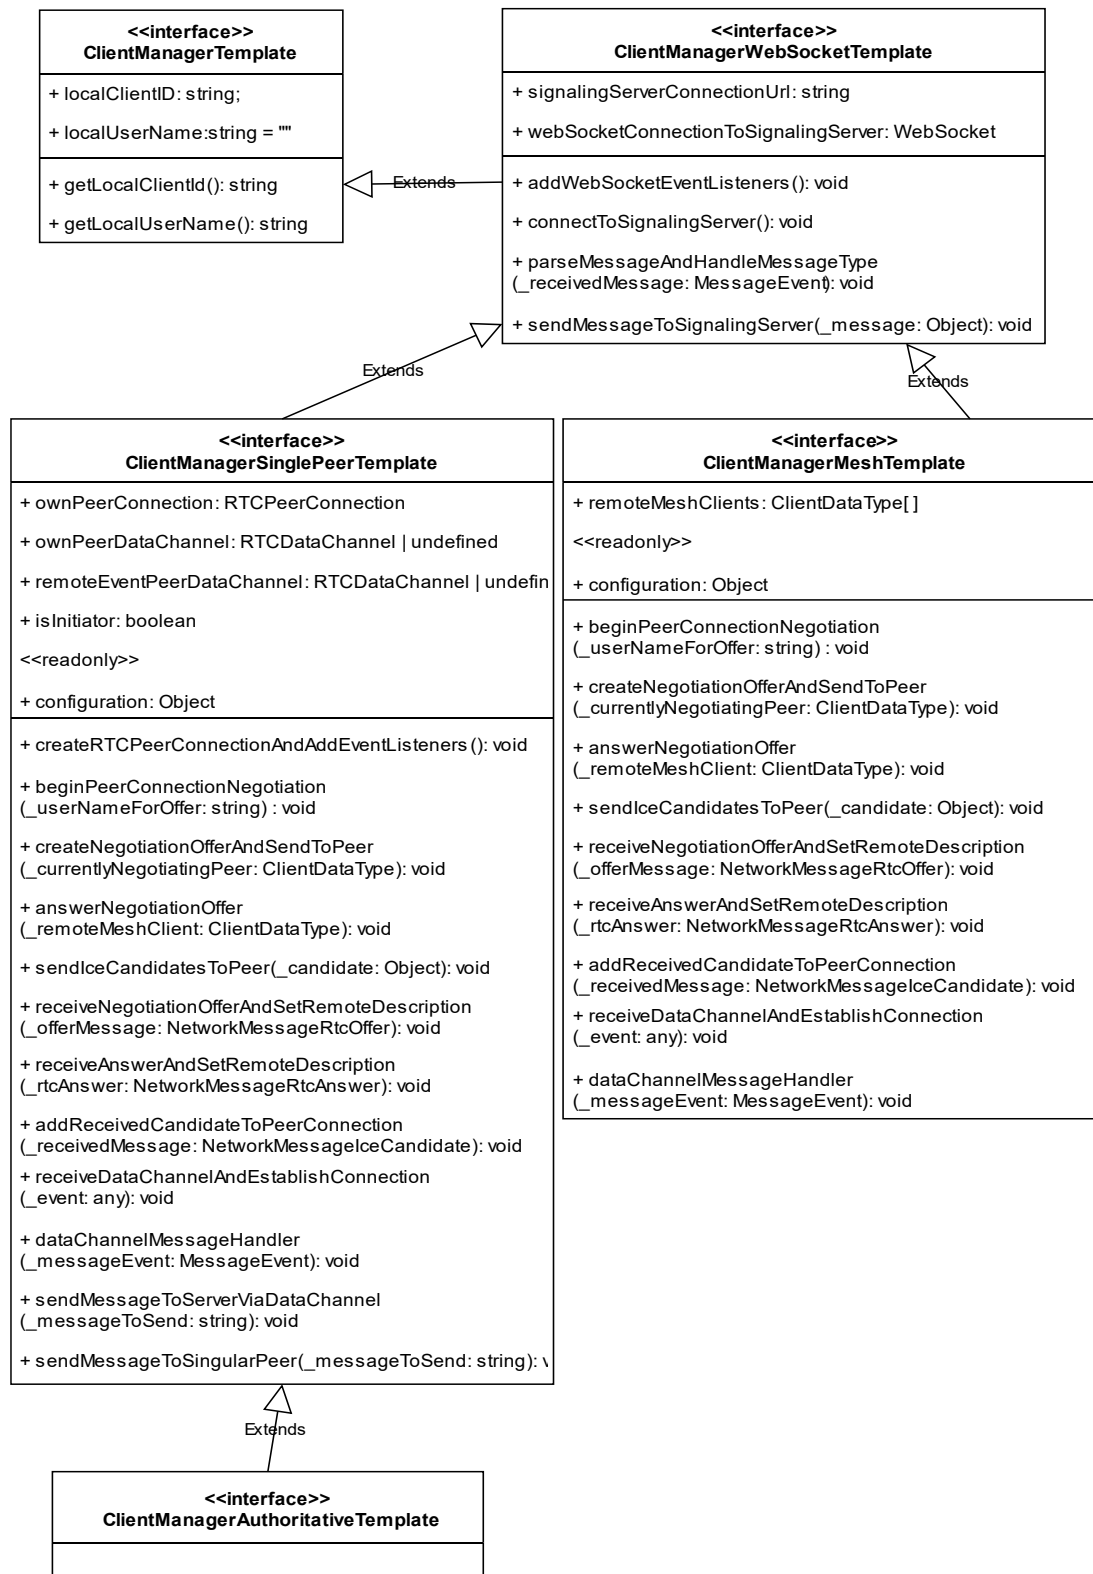 <<interface>>
ClientManagerTemplate
+ localClientID: string;
+ localUserName:string = ""
+ getLocalClientId(): string
+ getLocalUserName(): string
Extends
<<interface>>
ClientManagerWebSocketTemplate
+ signalingServerConnectionUrl: string
+ webSocketConnectionToSignalingServer: WebSocket
+ addWebSocketEventListeners(): void
+ connectToSignalingServer(): void
+ parseMessageAndHandleMessageType
(_receivedMessage: MessageEvent): void
+ sendMessageToSignalingServer(_message: Object): void
Extends
Extends
<<interface>>
ClientManagerSinglePeerTemplate
+ ownPeerConnection: RTCPeerConnection
+ ownPeerDataChannel: RTCDataChannel | undefined
+ remoteEventPeerDataChannel: RTCDataChannel | undefin
+ isInitiator: boolean
<<readonly>>
+ configuration: Object
+ createRTCPeerConnectionAndAddEventListeners(): void
+ beginPeerConnectionNegotiation
(_userNameForOffer: string) : void
+ createNegotiationOfferAndSendToPeer
(_currentlyNegotiatingPeer: ClientDataType): void
+ answerNegotiationOffer
(_remoteMeshClient: ClientDataType): void
+ sendIceCandidatesToPeer(_candidate: Object): void
+ receiveNegotiationOfferAndSetRemoteDescription
(_offerMessage: NetworkMessageRtcOffer): void
+ receiveAnswerAndSetRemoteDescription
(_rtcAnswer: NetworkMessageRtcAnswer): void
+ addReceivedCandidateToPeerConnection
(_receivedMessage: NetworkMessageIceCandidate): void
+ receiveDataChannelAndEstablishConnection
(_event: any): void
+ dataChannelMessageHandler
(_messageEvent: MessageEvent): void
+ sendMessageToServerViaDataChannel
(_messageToSend: string): void
+ sendMessageToSingularPeer(_messageToSend: string):
<<interface>>
ClientManagerMeshTemplate
+ remoteMeshClients: ClientDataType[ ]
<<readonly>>
+ configuration: Object
+ beginPeerConnectionNegotiation
(_userNameForOffer: string) : void
+ createNegotiationOfferAndSendToPeer
(_currentlyNegotiatingPeer: ClientDataType): void
+ answerNegotiationOffer
(_remoteMeshClient: ClientDataType): void
+ sendIceCandidatesToPeer(_candidate: Object): void
+ receiveNegotiationOfferAndSetRemoteDescription
(_offerMessage: NetworkMessageRtcOffer): void
+ receiveAnswerAndSetRemoteDescription
(_rtcAnswer: NetworkMessageRtcAnswer): void
+ addReceivedCandidateToPeerConnection
(_receivedMessage: NetworkMessageIceCandidate): void
+ receiveDataChannelAndEstablishConnection
(_event: any): void
+ dataChannelMessageHandler
(_messageEvent: MessageEvent): void
Extends
<<interface>>
ClientManagerAuthoritativeTemplate